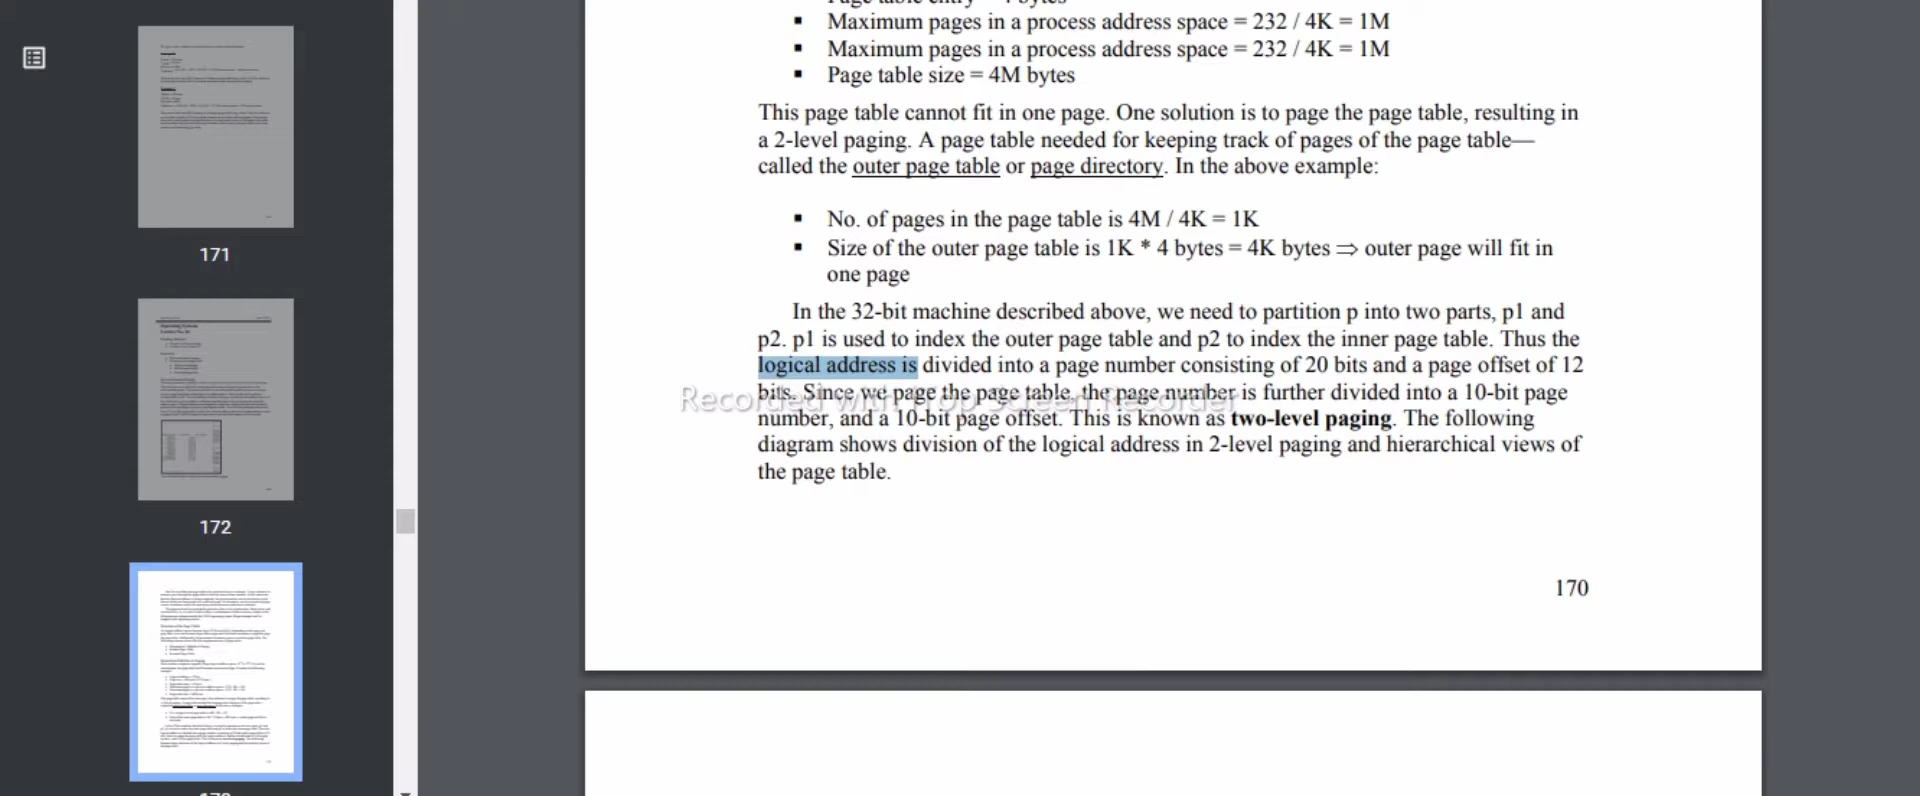 171
172
Maximum pages in a process address space = 232 / 4K = 1M
Maximum pages in a process address space = 232 / 4K = 1M
Page table size = 4M bytes
This page table cannot fit in one page. One solution is to page the page table, resulting in
a 2-level paging. A page table needed for keeping track of pages of the page table—
called the outer page table or page directory. In the above example:
No. of pages in the page table is 4M / 4K = 1K
Size of the outer page table is 1K * 4 bytes = 4K bytes ⇒ outer page will fit in
one page
In the 32-bit machine described above, we need to partition p into two parts, p1 and
p2. p1 is used to index the outer page table and p2 to index the inner page table. Thus the
logical address is divided into a page number consisting of 20 bits and a page offset of 12
bits. Since we page the page table, the page number is further divided into a 10-bit page
Recorded with Top Screen Recorder
number, and a 10-bit page offset. This is known as two-level paging. The following
diagram shows division of the logical address in 2-level paging and hierarchical views of
the page table.
170